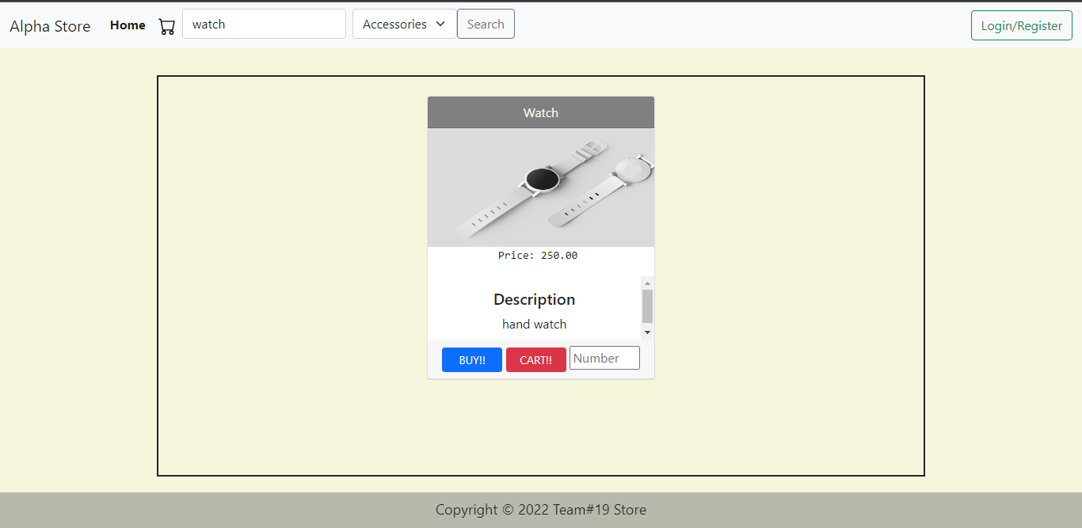 Alpha Store Home watch Accessories Search Login/Register
Watch
Price: 250.00
Description
hand watch
BUY!! CART!! Number
Copyright © 2022 Team#19 Store